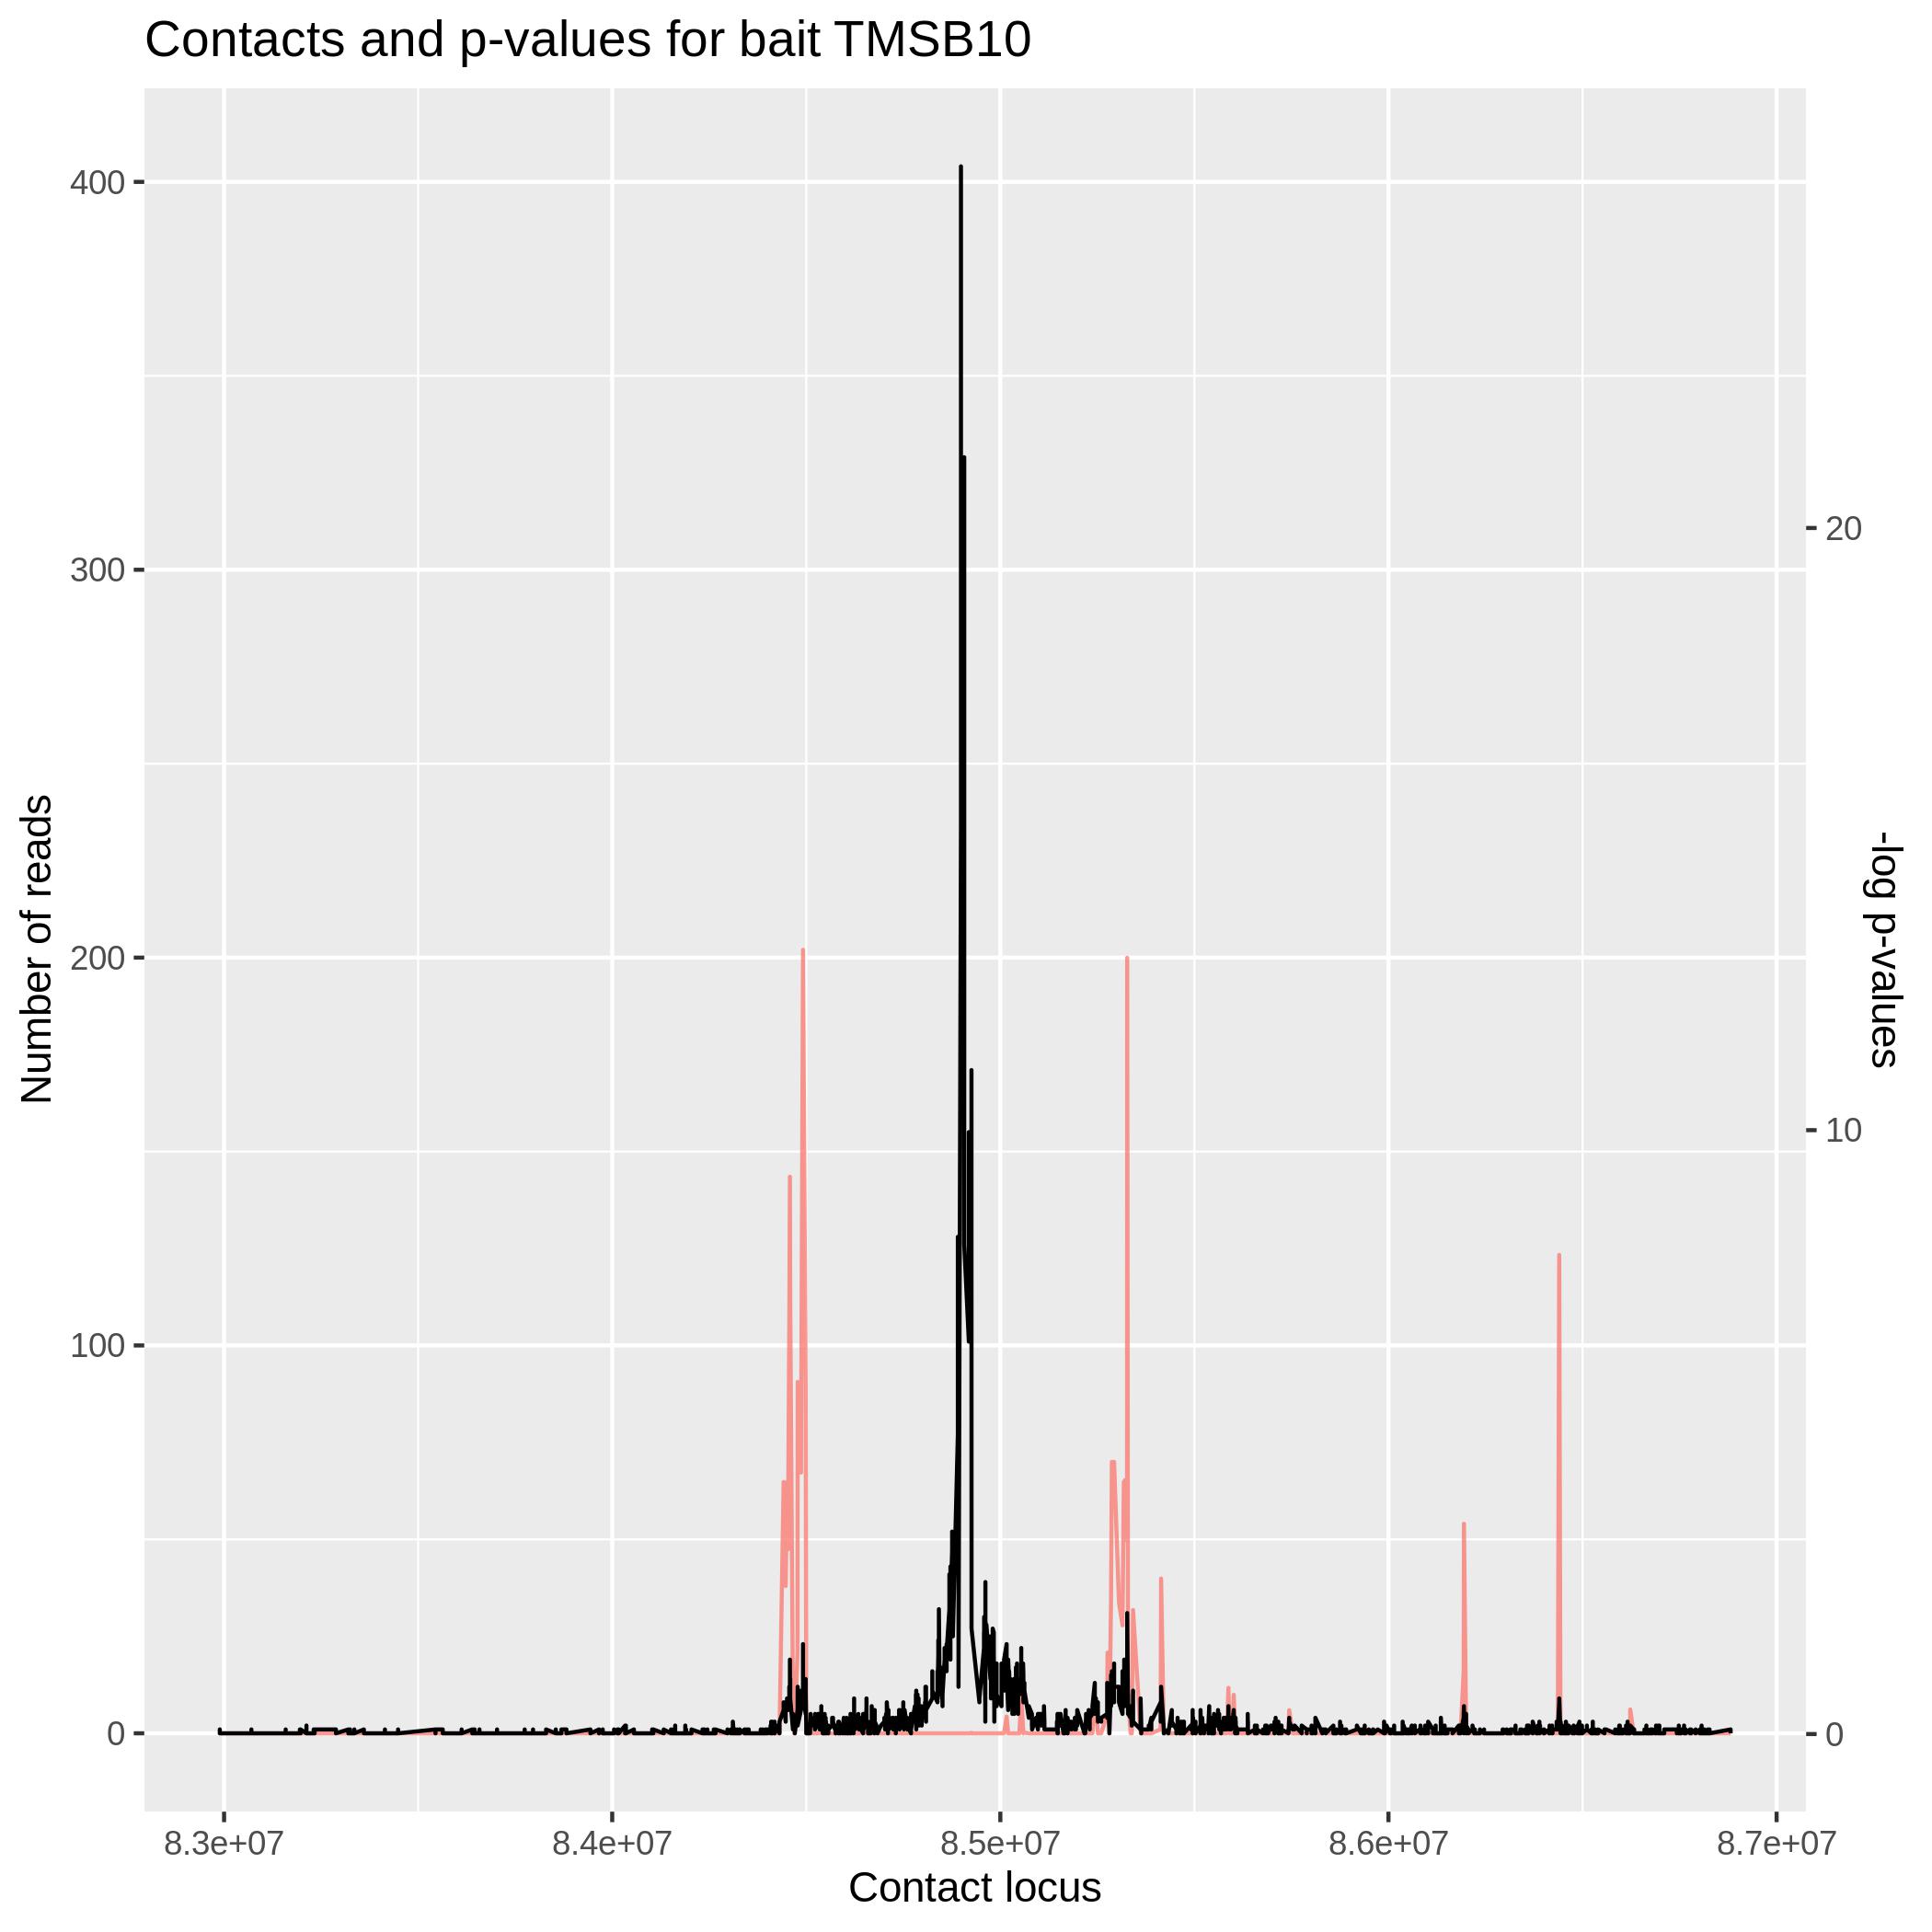 Contacts and p-values for bait TMSB10
400
300
200
100
0
20
10
0
Number of reads
-log p-values
8.3e+07
8.4e+07
8.5e+07
8.6e+07
8.7e+07
Contact locus